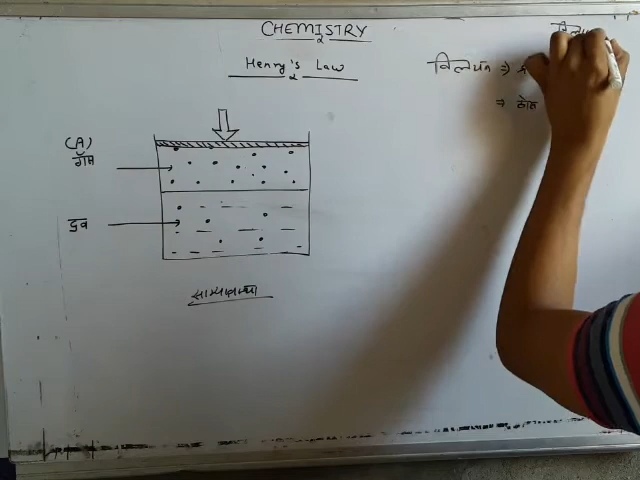 CHEMISTRY
Henry's Law
विलयन ⇒
⇒ ठोस
(A)
गैस
द्रव
साम्यावस्था